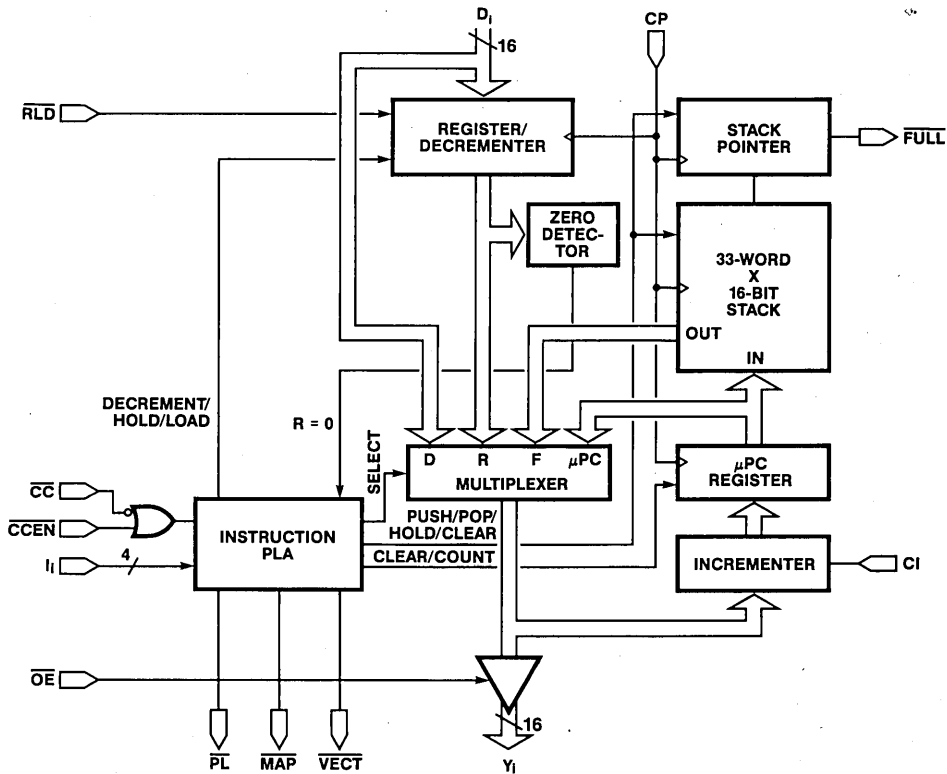 Di
16
CP
RLD
REGISTER/
DECREMENTER
STACK
POINTER
FULL
ZERO
DETEC-
TOR
33-WORD
X
16-BIT
STACK
OUT
IN
DECREMENT/
HOLD/LOAD
R = 0
SELECT
D R F μPC
MULTIPLEXER
μPC
REGISTER
CC
CCEN
Ii
4
INSTRUCTION
PLA
PUSH/POP/
HOLD/CLEAR
CLEAR/COUNT
INCREMENTER
CI
OE
16
PL
MAP
VECT
Yi